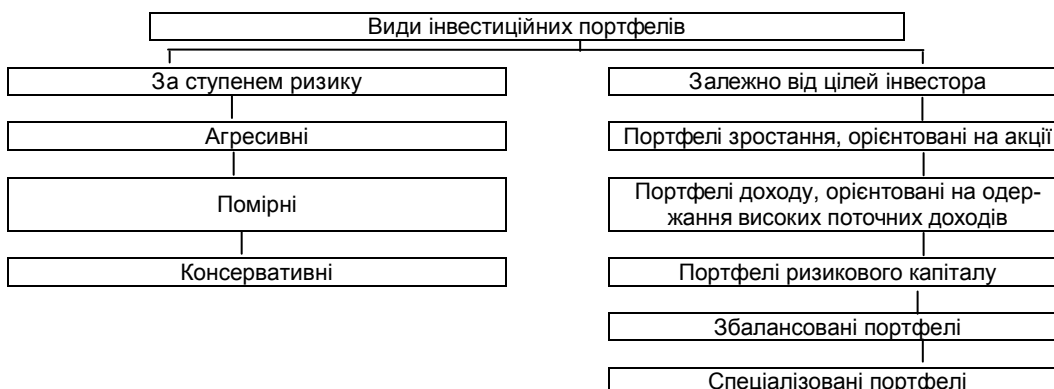 Види інвестиційних портфелів
За ступенем ризику
Агресивні
Помірні
Консервативні
Залежно від цілей інвестора
Портфелі зростання, орієнтовані на акції
Портфелі доходу, орієнтовані на одер-
жання високих поточних доходів
Портфелі ризикового капіталу
Збалансовані портфелі
Спеціалізовані портфелі